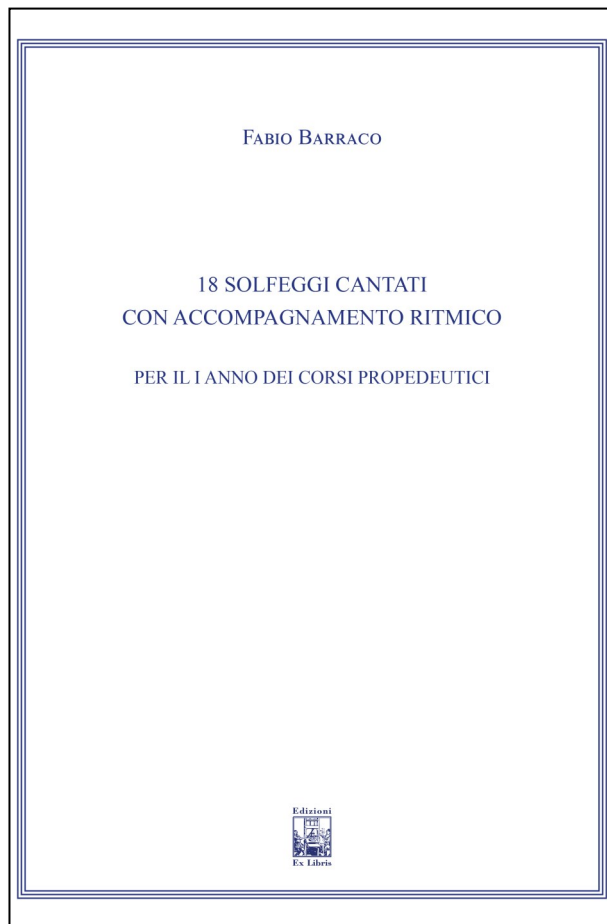 FABIO BARRACO
18 SOLFEGGI CANTATI
CON ACCOMPAGNAMENTO RITMICO
PER IL I ANNO DEI CORSI PROPEDEUTICI
Edizioni
Ex Libris